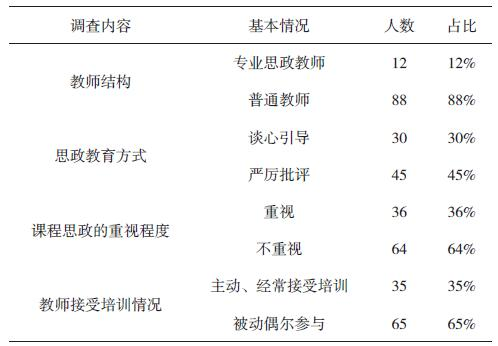 调查内容 基本情况 人数 占比
教师结构 专业思政教师 12 12%
普通教师 88 88%
思政教育方式 谈心引导 30 30%
严厉批评 45 45%
课程思政的重视程度 重视 36 36%
不重视 64 64%
教师接受培训情况 主动、经常接受培训 35 35%
被动偶尔参与 65 65%